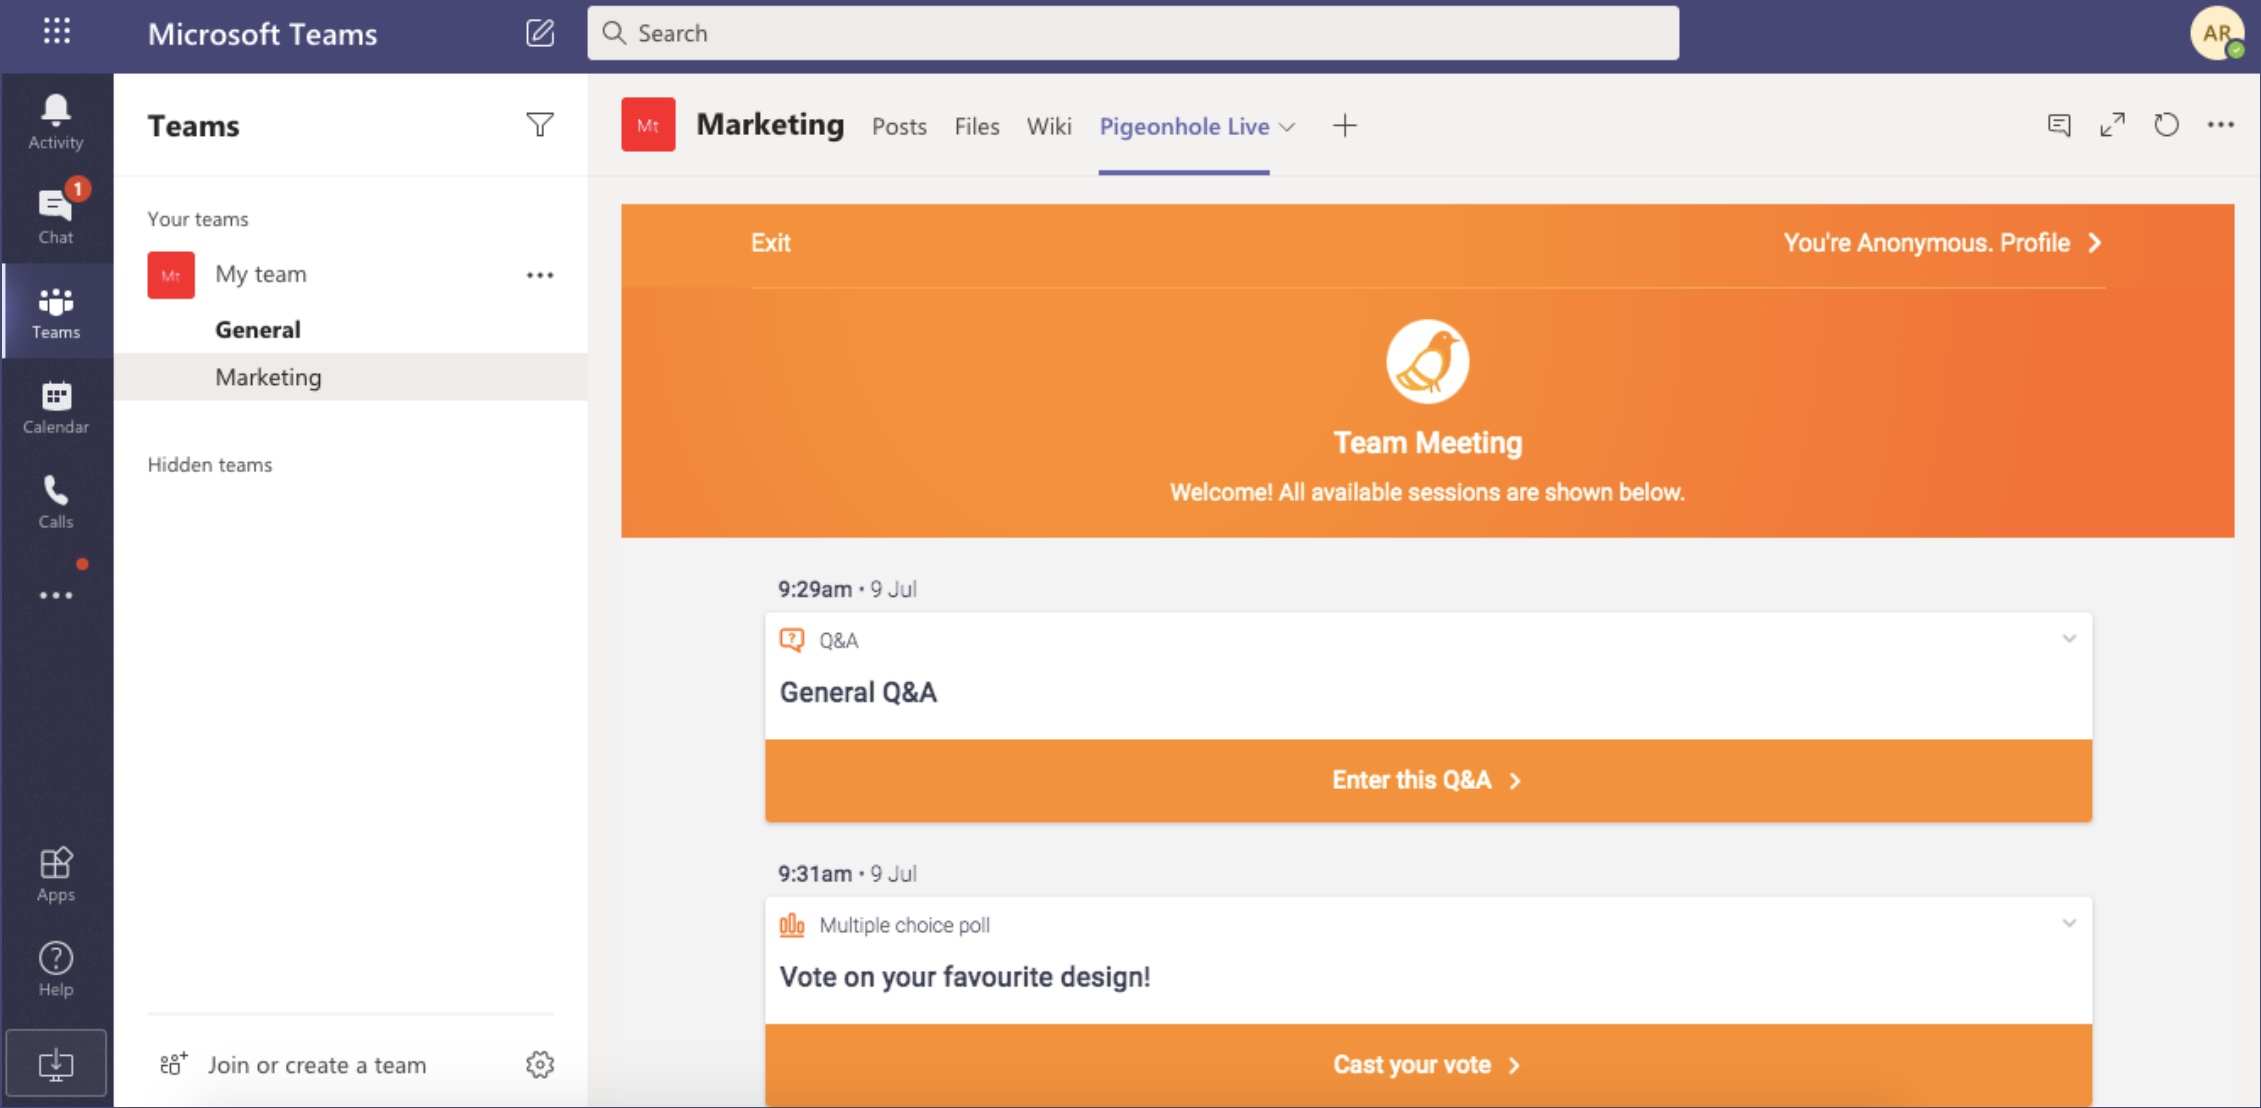 Microsoft Teams
Search
AR
Activity
1
Chat
Teams
Calendar
Calls
Apps
Help
Teams
Your teams
Mt
My team
General
Marketing
Hidden teams
Join or create a team
Mt
Marketing
Posts
Files
Wiki
Pigeonhole Live
Exit
You're Anonymous. Profile
Team Meeting
Welcome! All available sessions are shown below.
9:29am • 9 Jul
Q&A
General Q&A
Enter this Q&A
9:31am • 9 Jul
Multiple choice poll
Vote on your favourite design!
Cast your vote